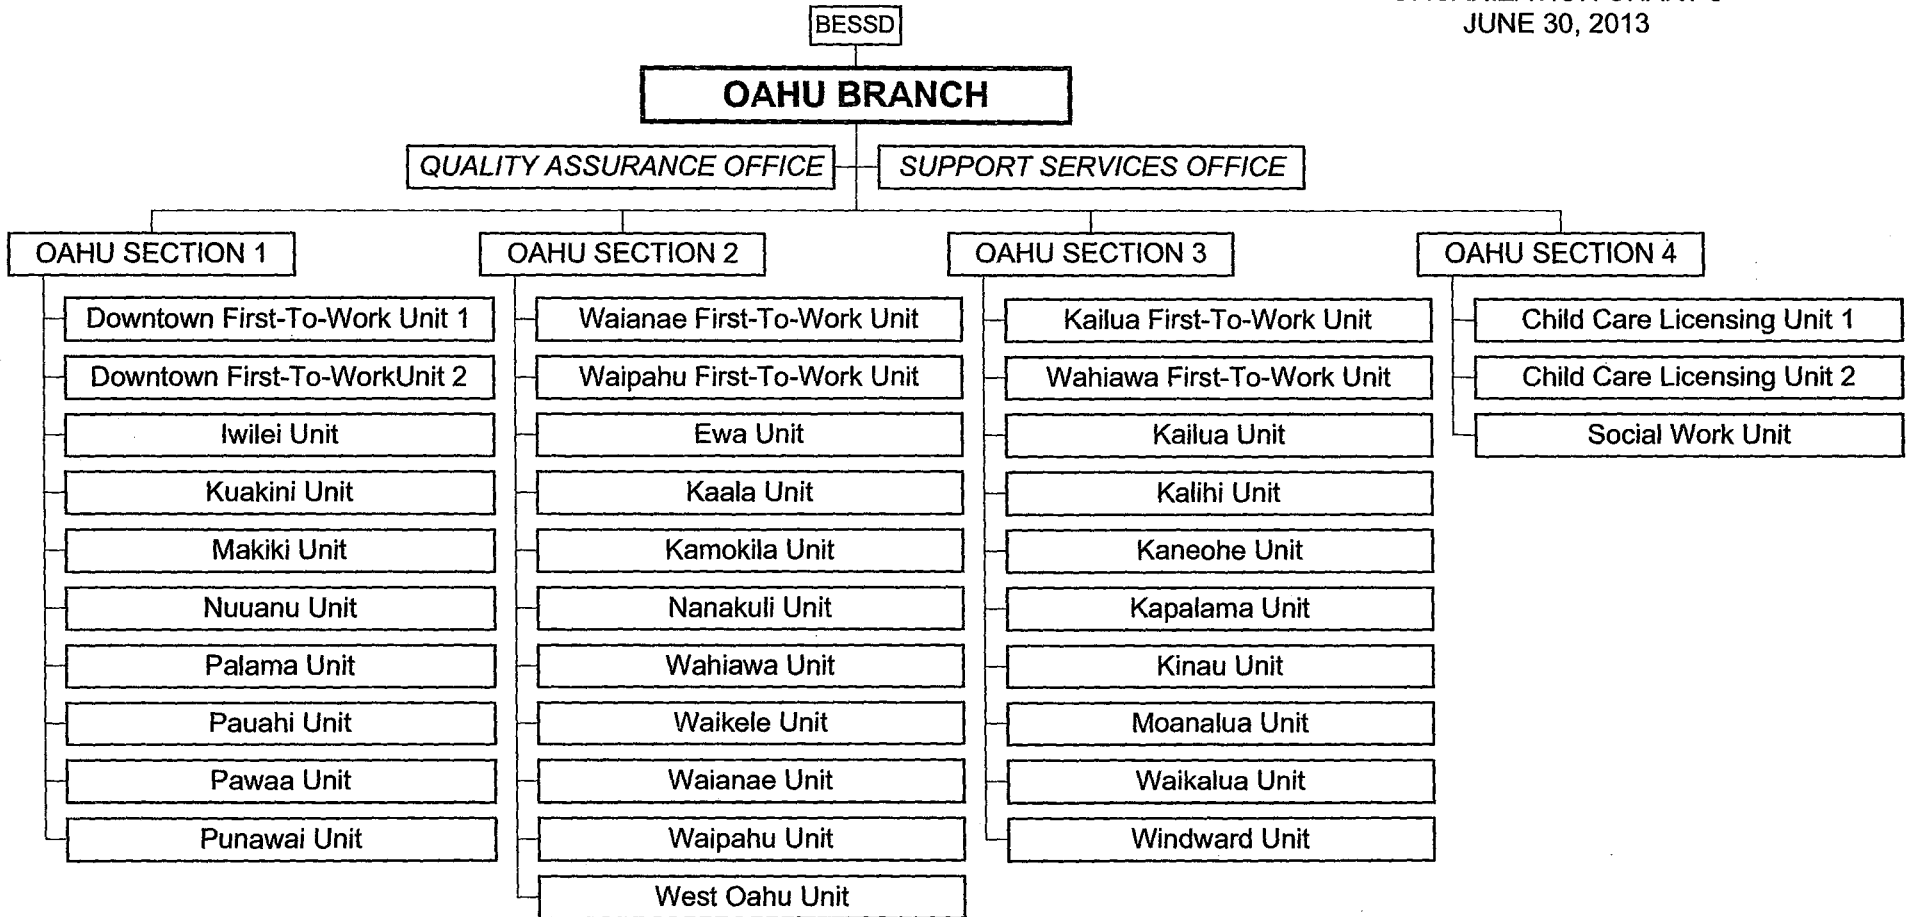 JUNE 30, 2013
BESSD
OAHU BRANCH
QUALITY ASSURANCE OFFICE
SUPPORT SERVICES OFFICE
OAHU SECTION 1
Downtown First-To-Work Unit 1
Downtown First-To-WorkUnit 2
Iwilei Unit
Kuakini Unit
Makiki Unit
Nuuanu Unit
Palama Unit
Pauahi Unit
Pawaa Unit
Punawai Unit
OAHU SECTION 2
Waianae First-To-Work Unit
Waipahu First-To-Work Unit
Ewa Unit
Kaala Unit
Kamokila Unit
Nanakuli Unit
Wahiawa Unit
Waikele Unit
Waianae Unit
Waipahu Unit
West Oahu Unit
OAHU SECTION 3
Kailua First-To-Work Unit
Wahiawa First-To-Work Unit
Kailua Unit
Kalihi Unit
Kaneohe Unit
Kapalama Unit
Kinau Unit
Moanalua Unit
Waikalua Unit
Windward Unit
OAHU SECTION 4
Child Care Licensing Unit 1
Child Care Licensing Unit 2
Social Work Unit